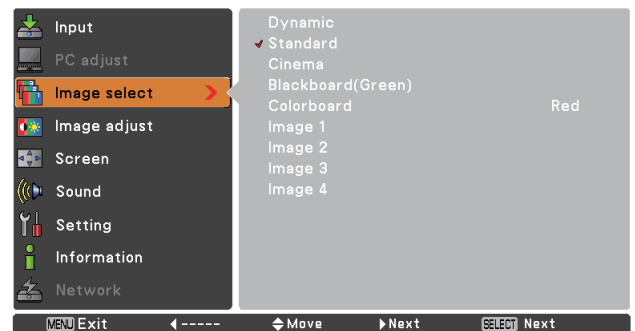 Input
PC adjust
Image select
Image adjust
Screen
Sound
Setting
Information
Network
Dynamic
Standard
Cinema
Blackboard(Green)
Colorboard Red
Image 1
Image 2
Image 3
Image 4
MENU Exit ----- Move Next SELECT Next